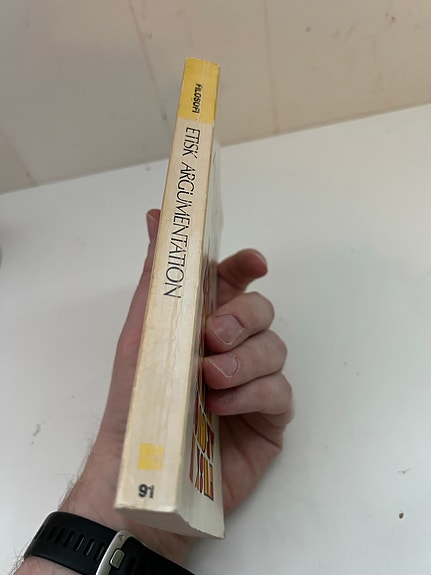 FILOSOFI
ETISK ARGUMENTATION
91